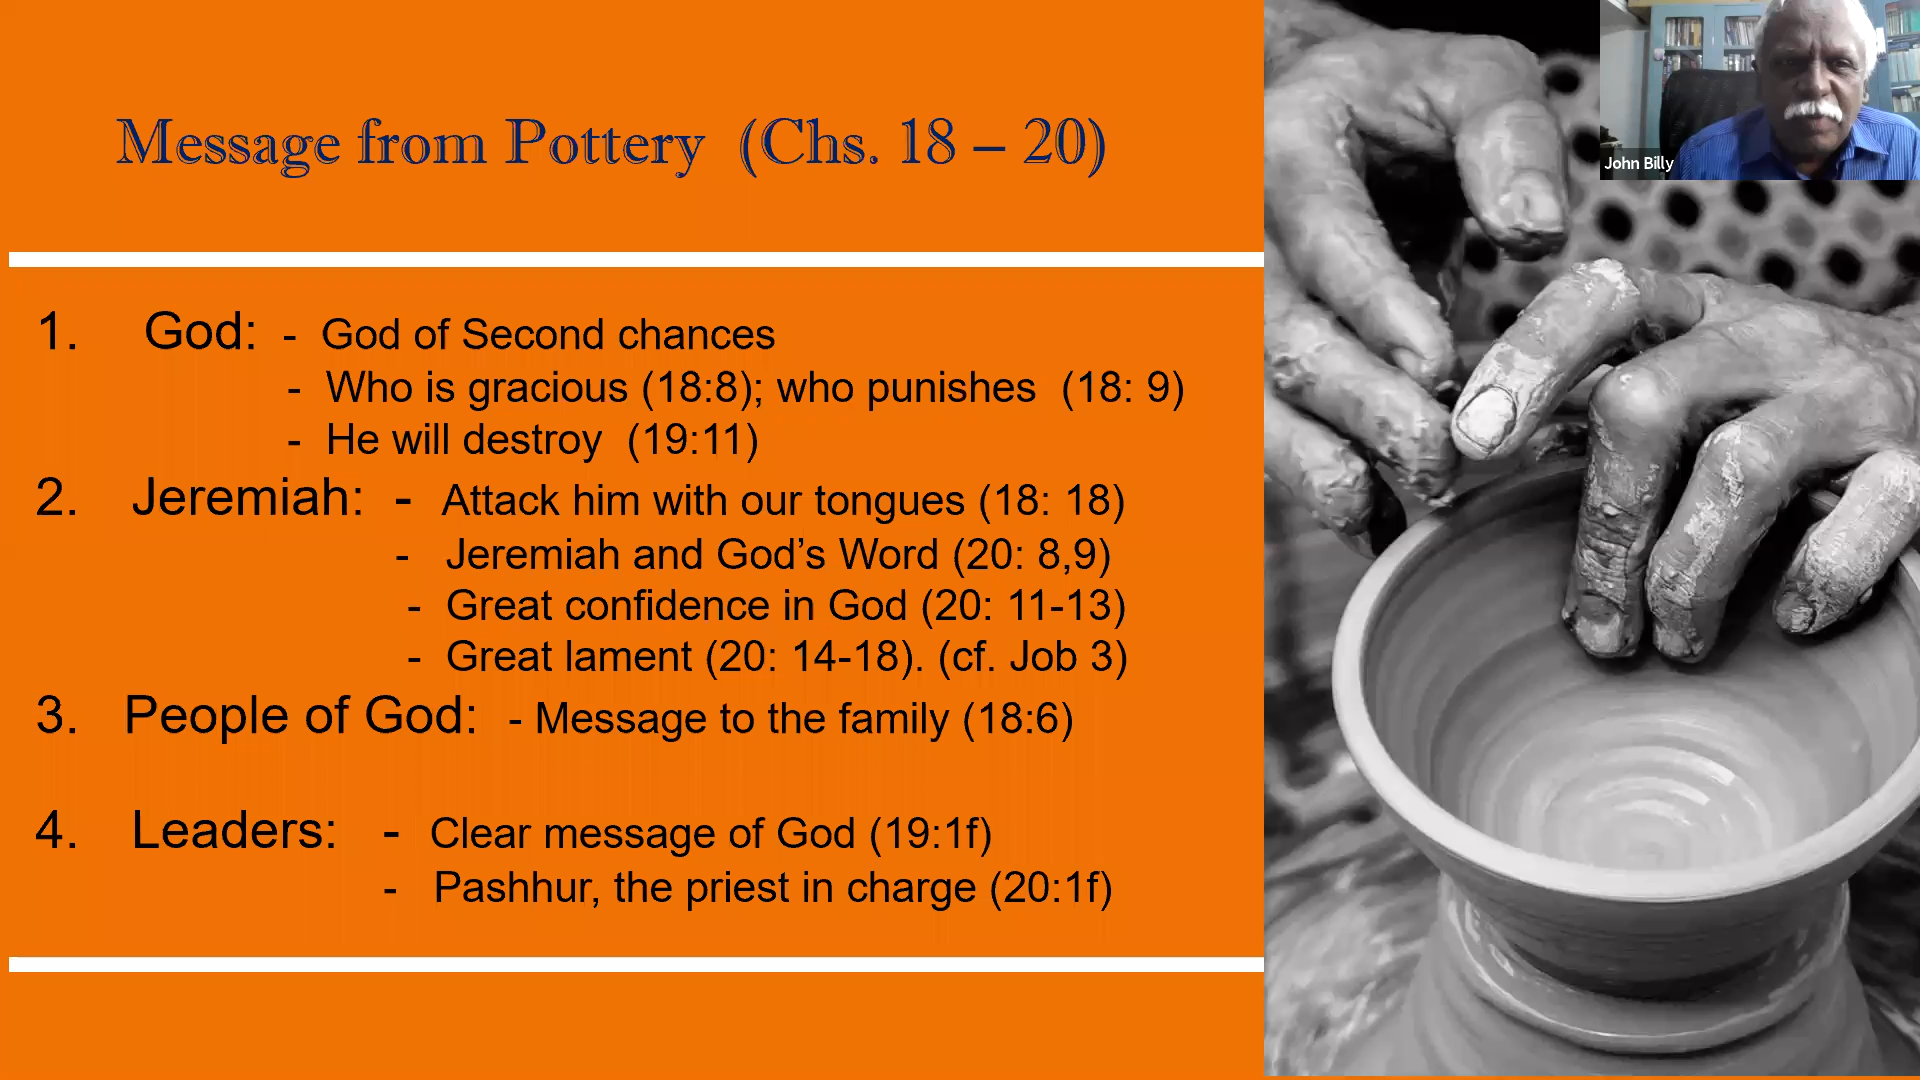 Message from Pottery (Chs. 18 – 20)
John Billy
1. God: - God of Second chances
- Who is gracious (18:8); who punishes (18: 9)
- He will destroy (19:11)
2. Jeremiah: - Attack him with our tongues (18: 18)
- Jeremiah and God’s Word (20: 8,9)
- Great confidence in God (20: 11-13)
- Great lament (20: 14-18). (cf. Job 3)
3. People of God: - Message to the family (18:6)
4. Leaders: - Clear message of God (19:1f)
- Pashhur, the priest in charge (20:1f)